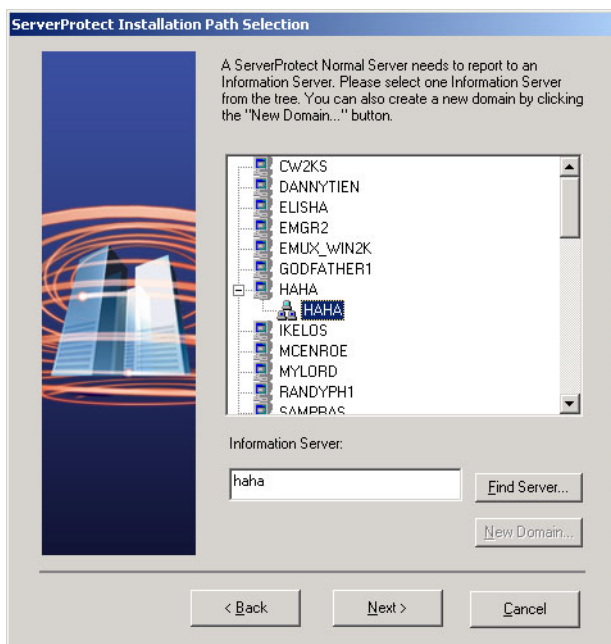 ServerProtect Installation Path Selection
A ServerProtect Normal Server needs to report to an
Information Server. Please select one Information Server
from the tree. You can also create a new domain by clicking
the "New Domain..." button.
CW2KS
DANNYTIEN
ELISHA
EMGR2
EMUX_WIN2K
GODFATHER1
HAHA
HAHA
IKELOS
MCENROE
MYLORD
RANDYPH1
SAMPRAS
Information Server:
haha
Find Server...
New Domain...
< Back
Next >
Cancel